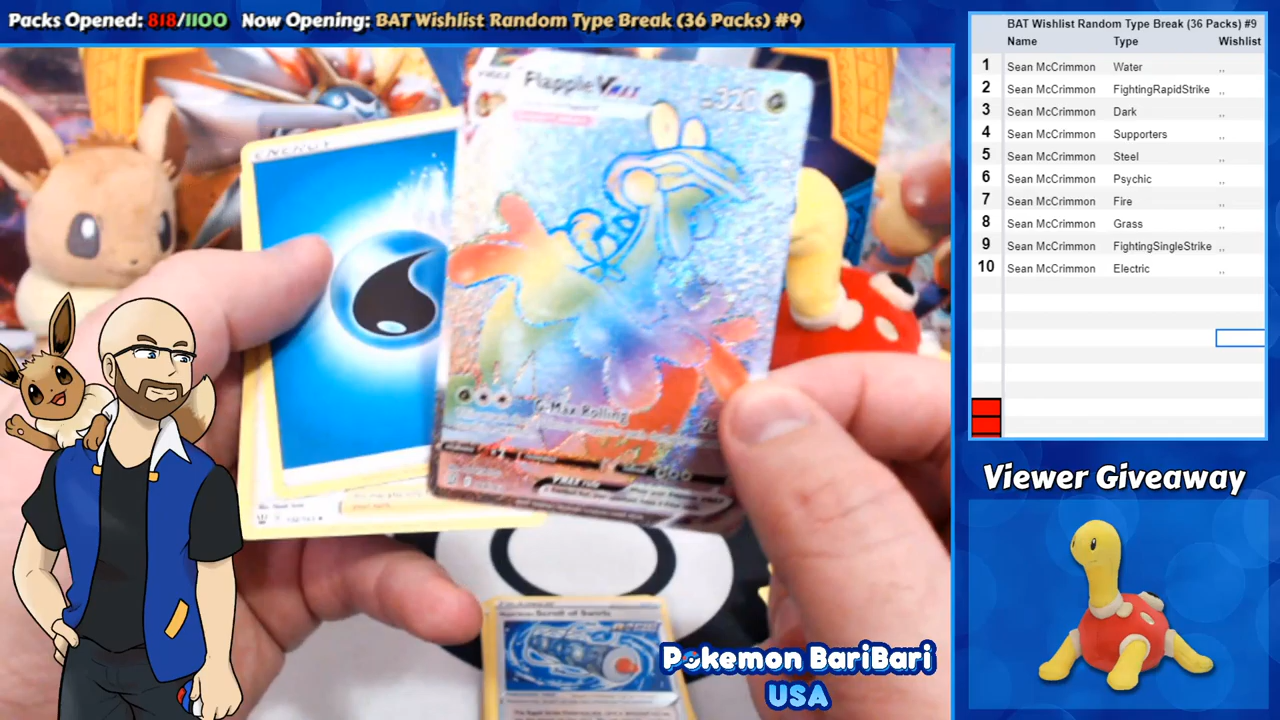 Packs Opened: 818/1100 Now Opening: BAT Wishlist Random Type Break (36 Packs) #9
BAT Wishlist Random Type Break (36 Packs) #9
Name Type Wishlist
1 Sean McCrimmon Water ,,
2 Sean McCrimmon FightingRapidStrike ,,
3 Sean McCrimmon Dark ,,
4 Sean McCrimmon Supporters ,,
5 Sean McCrimmon Steel ,,
6 Sean McCrimmon Psychic ,,
7 Sean McCrimmon Fire ,,
8 Sean McCrimmon Grass ,,
9 Sean McCrimmon FightingSingleStrike ,,
10 Sean McCrimmon Electric ,,
ENERGY
Flapple VMAX 320
G-Max Rolling
VMAX rule
Scroll of Swirls
Pokemon BariBari
USA
Viewer Giveaway